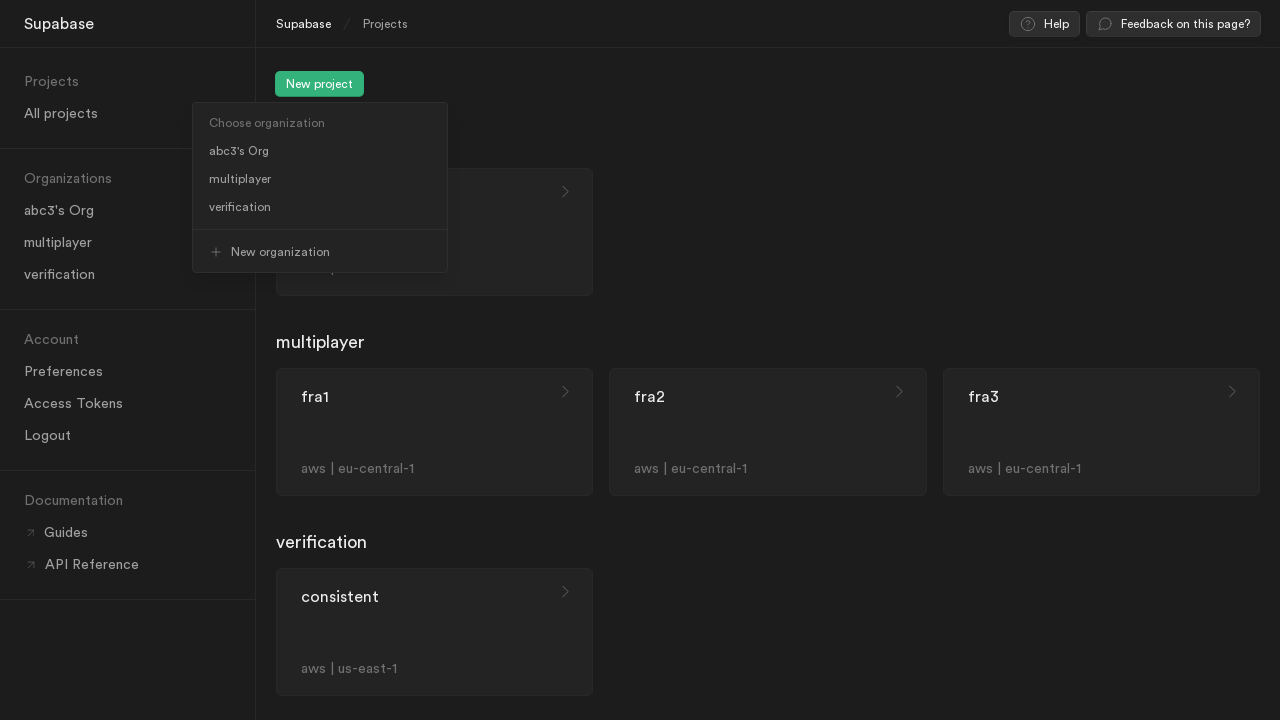 Supabase
Supabase / Projects
Help
Feedback on this page?
Projects
All projects
Organizations
abc3's Org
multiplayer
verification
Account
Preferences
Access Tokens
Logout
Documentation
Guides
API Reference
New project
Choose organization
abc3's Org
multiplayer
verification
New organization
multiplayer
fra1
aws | eu-central-1
fra2
aws | eu-central-1
fra3
aws | eu-central-1
verification
consistent
aws | us-east-1